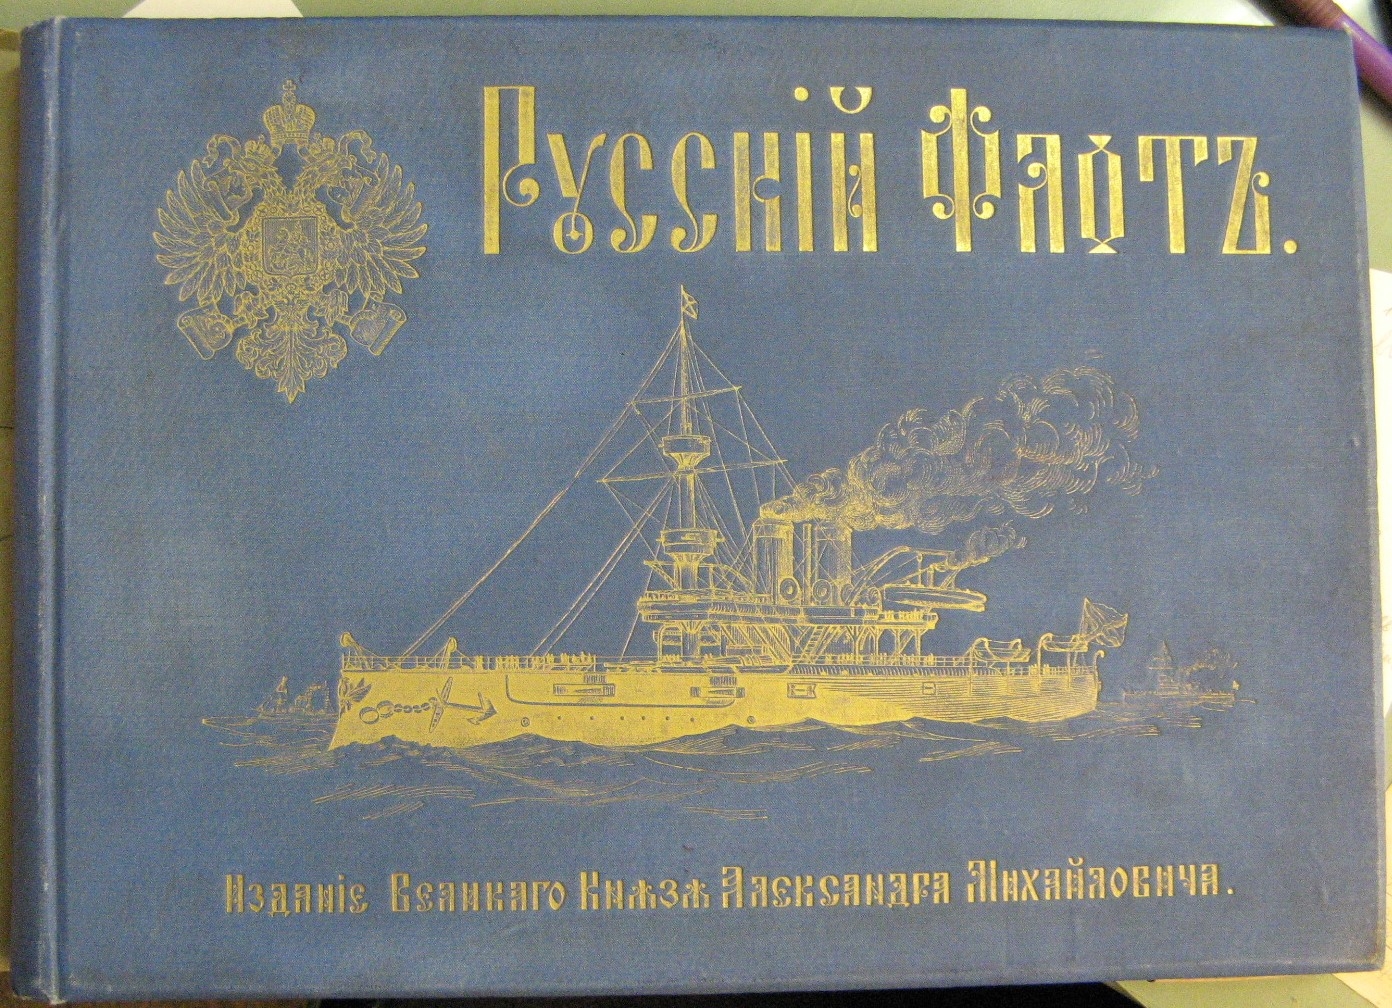 Русскій Флотъ.
Изданіе Великаго Князя Александра Михайловича.